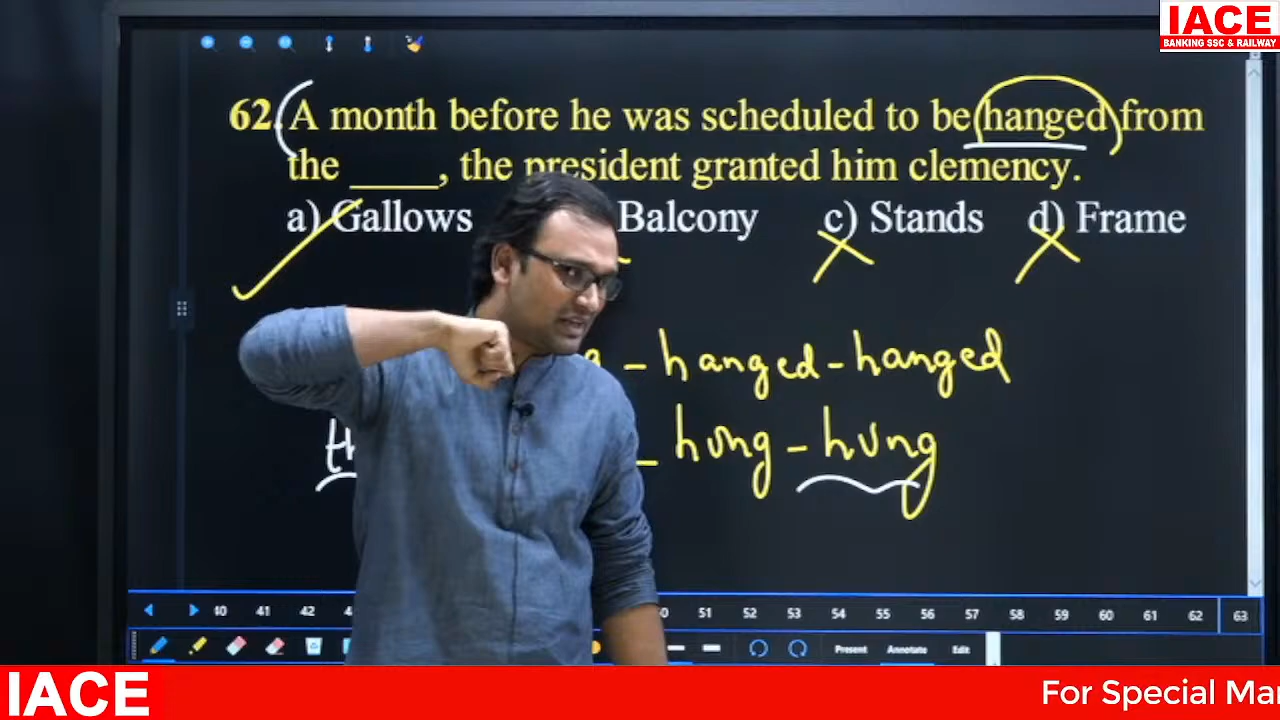 IACE
BANKING SSC & RAILWAY
62. A month before he was scheduled to be hanged from
the ____, the president granted him clemency.
a) Gallows Balcony c) Stands d) Frame
– hanged – hanged
– hung – hung
40 41 42 51 52 53 54 55 56 57 58 59 60 61 62 63
Present Annotate Edit
IACE For Special Mar